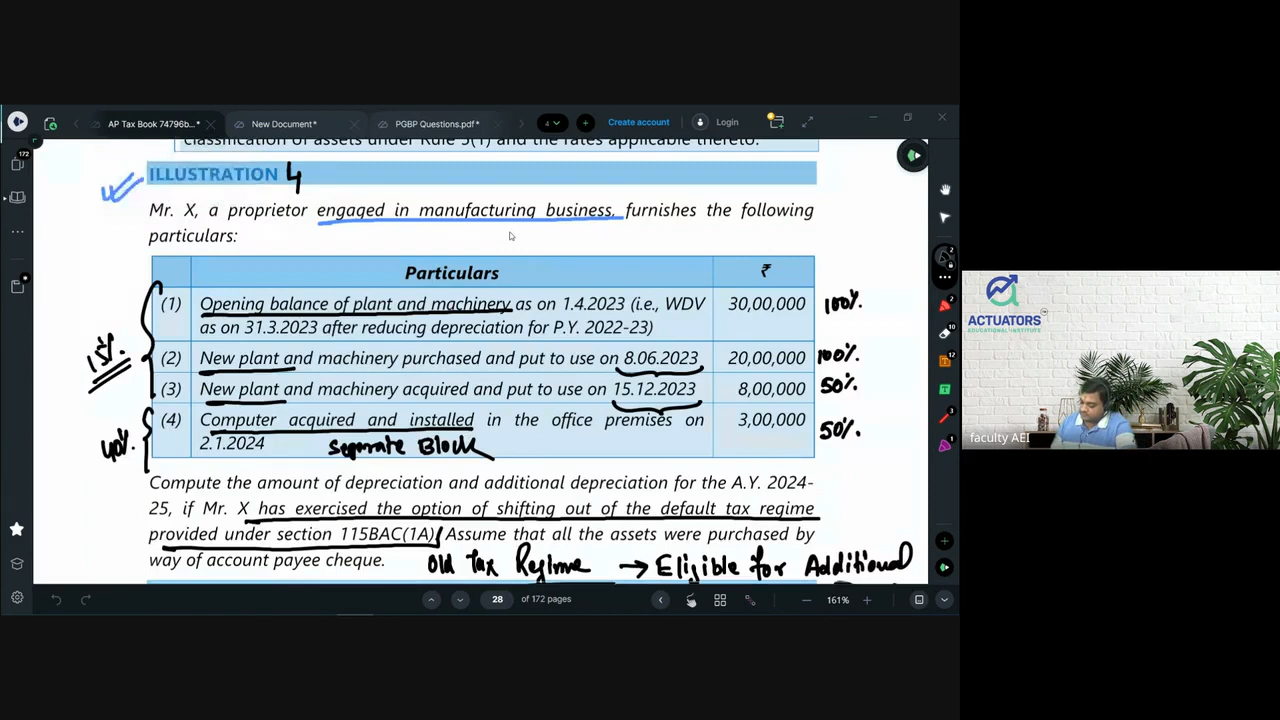 AP Tax Book 74796b...*
New Document*
PGBP Questions.pdf*
4
Create account
Login
172
classification of assets under Rule 5(1) and the rates applicable thereto.
ILLUSTRATION 4
Mr. X, a proprietor engaged in manufacturing business, furnishes the following
particulars:
Particulars ₹
(1) Opening balance of plant and machinery as on 1.4.2023 (i.e., WDV 30,00,000 100%.
as on 31.3.2023 after reducing depreciation for P.Y. 2022-23)
15%.
(2) New plant and machinery purchased and put to use on 8.06.2023 20,00,000 100%.
(3) New plant and machinery acquired and put to use on 15.12.2023 8,00,000 50%.
(4) Computer acquired and installed in the office premises on 3,00,000 50%.
40%. 2.1.2024 separate Block
Compute the amount of depreciation and additional depreciation for the A.Y. 2024-
25, if Mr. X has exercised the option of shifting out of the default tax regime
provided under section 115BAC(1A). Assume that all the assets were purchased by
way of account payee cheque. Old Tax Regime → Eligible for Additional
28 of 172 pages
161%
ACTUATORS
EDUCATIONAL INSTITUTE
faculty AEI